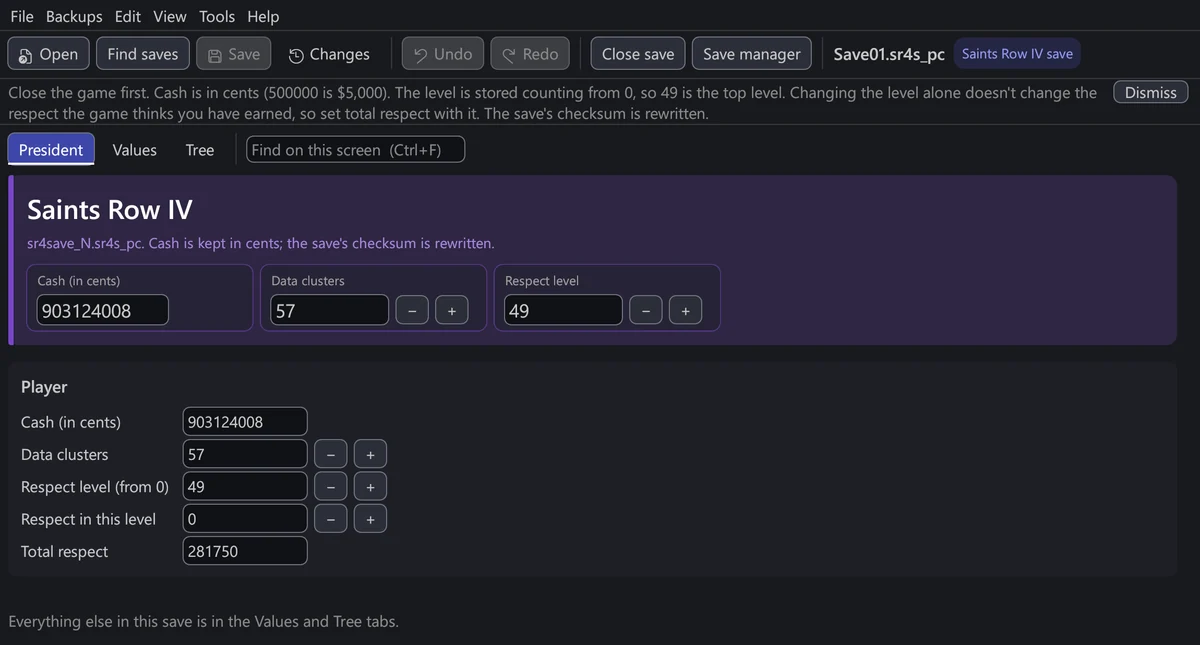 File Backups Edit View Tools Help
Open Find saves Save Changes Undo Redo Close save Save manager Save01.sr4s_pc Saints Row IV save
Close the game first. Cash is in cents (500000 is $5,000). The level is stored counting from 0, so 49 is the top level. Changing the level alone doesn't change the
respect the game thinks you have earned, so set total respect with it. The save's checksum is rewritten.
Dismiss
President Values Tree Find on this screen (Ctrl+F)
Saints Row IV
sr4save_N.sr4s_pc. Cash is kept in cents; the save's checksum is rewritten.
Cash (in cents) Data clusters Respect level
903124008 57 − + 49 − +
Player
Cash (in cents) 903124008
Data clusters 57 − +
Respect level (from 0) 49 − +
Respect in this level 0 − +
Total respect 281750
Everything else in this save is in the Values and Tree tabs.